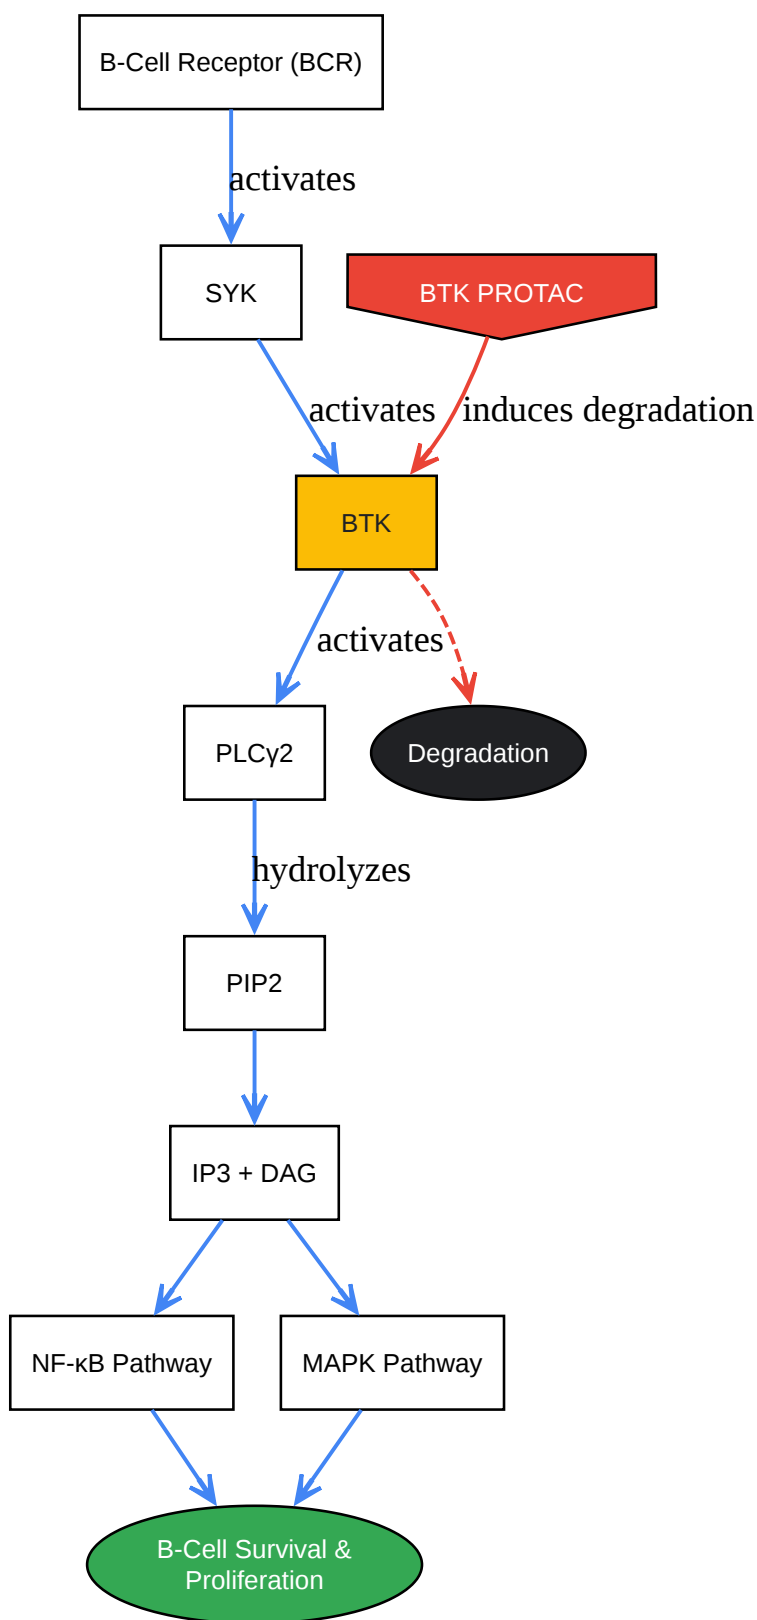 B-Cell Receptor (BCR)
activates
SYK
BTK PROTAC
activates
induces degradation
BTK
activates
PLCγ2
Degradation
hydrolyzes
PIP2
IP3 + DAG
NF-κB Pathway
MAPK Pathway
B-Cell Survival &
Proliferation